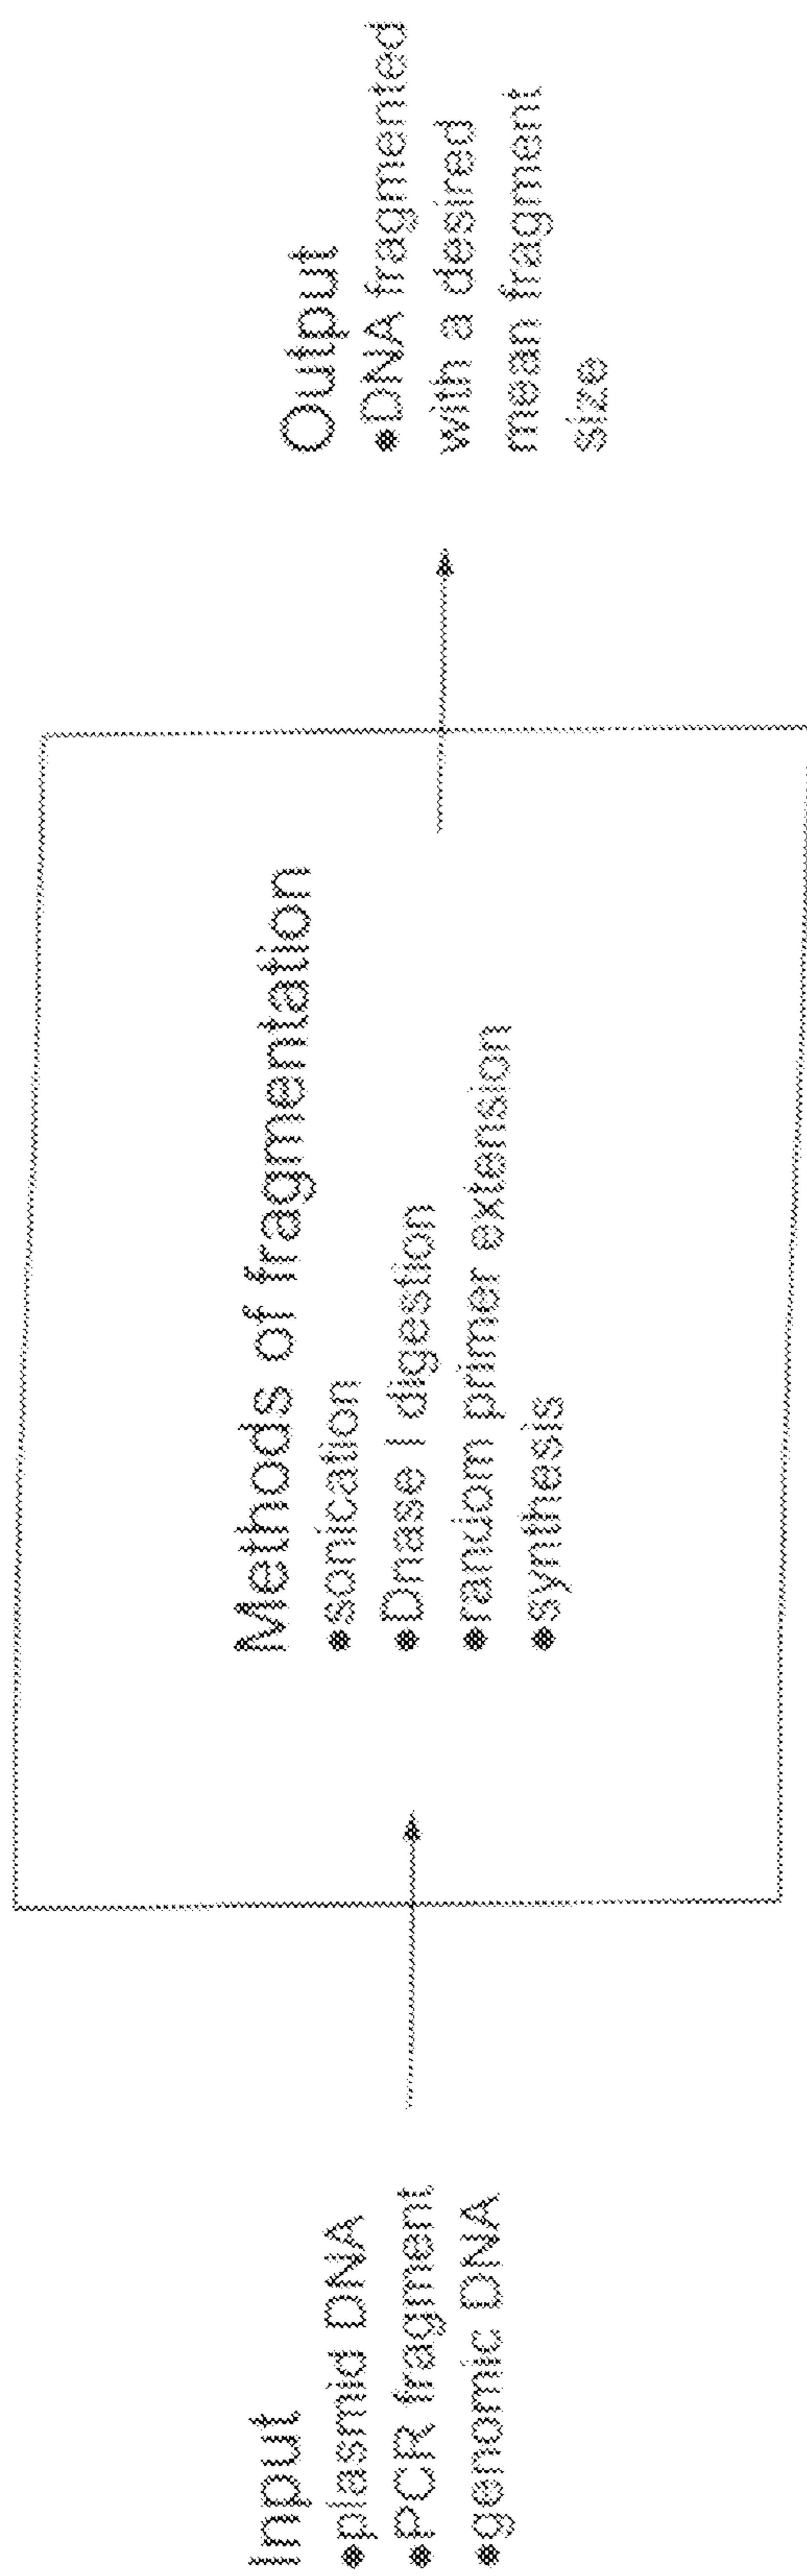 Input
•plasmid DNA
•PCR fragment
•genomic DNA
Methods of fragmentation
•sonication
•Dnase I digestion
•random primer extension
•synthesis
Output
•DNA fragmented
with a desired
mean fragment
size